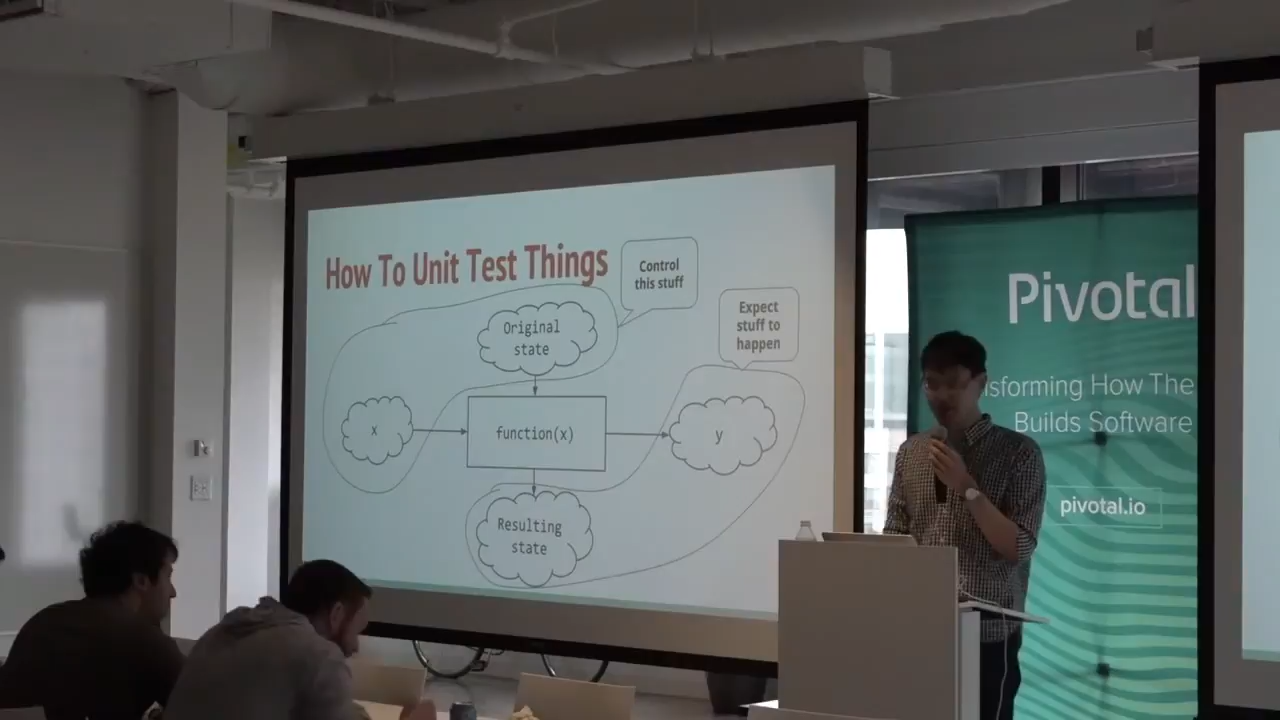 How To Unit Test Things
Control
this stuff
Expect
stuff to
happen
Original
state
x
function(x)
y
Resulting
state
Pivotal
How The
Builds Software
pivotal.io